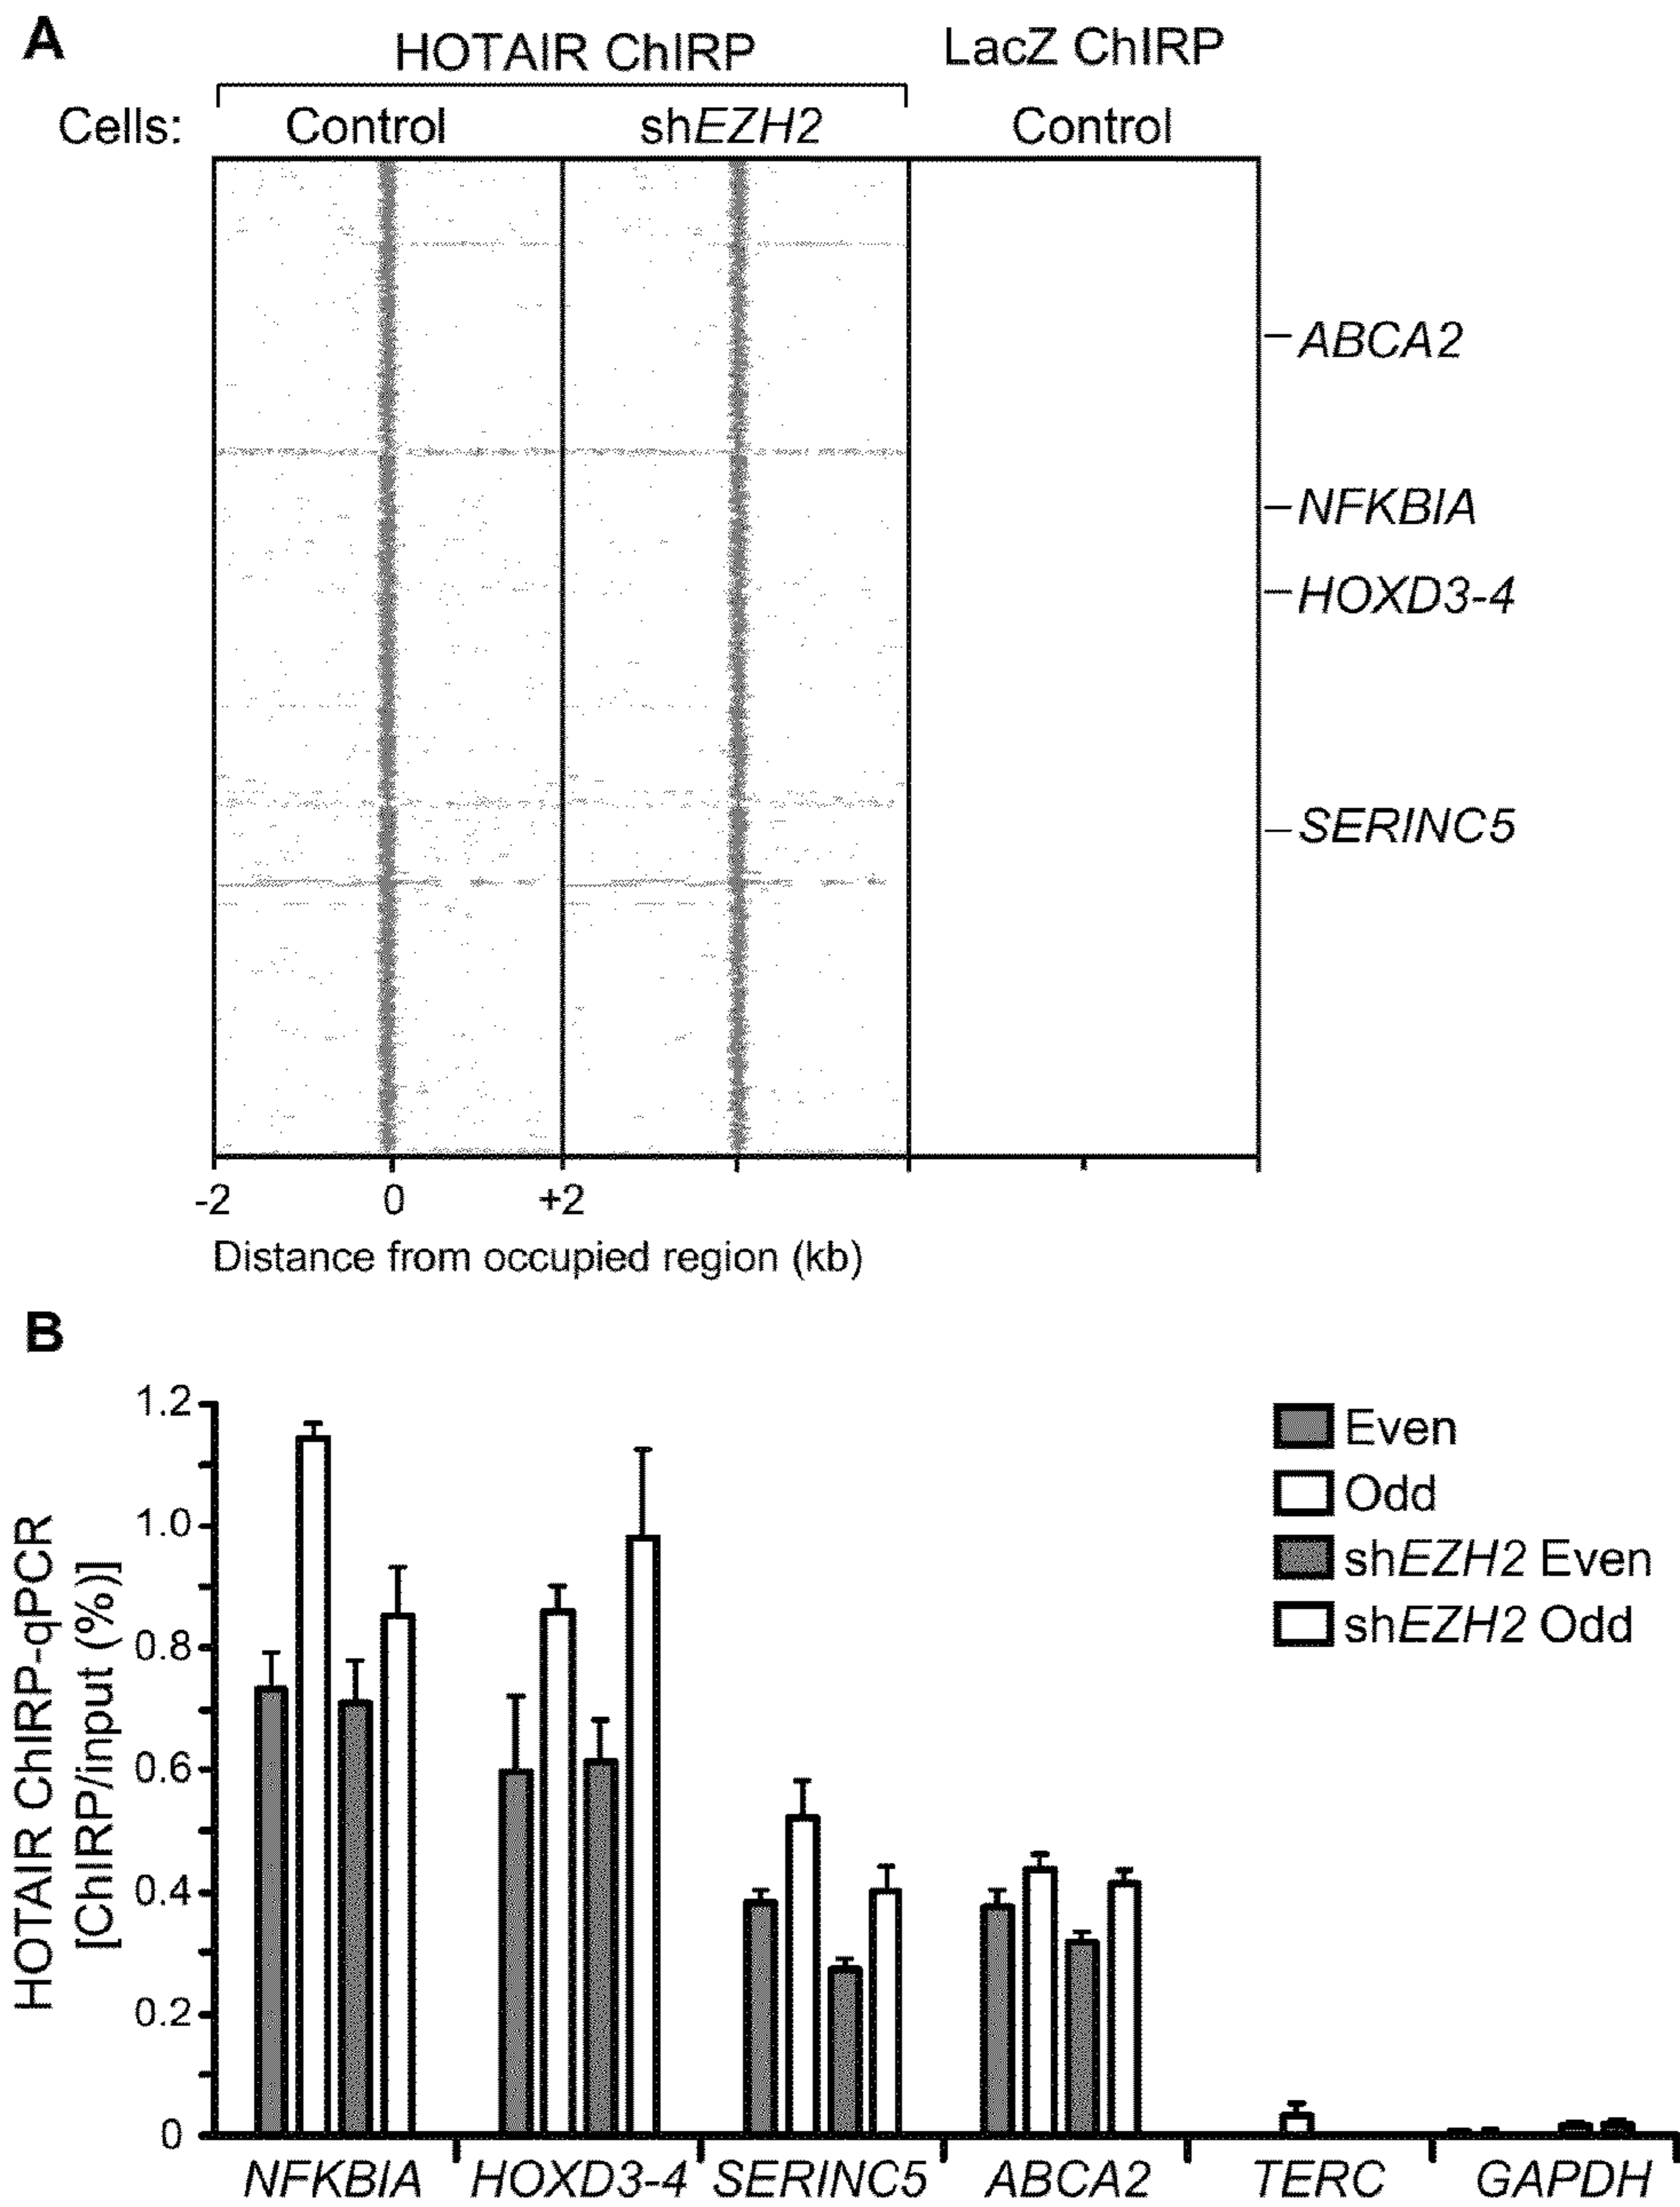 A
HOTAIR ChIRP
LacZ ChIRP
Cells:
Control
shEZH2
Control
ABCA2
NFKBIA
HOXD3-4
SERINC5
-2
0
+2
Distance from occupied region (kb)
B
HOTAIR ChIRP-qPCR
[ChIRP/input (%)]
1.2
1.0
0.8
0.6
0.4
0.2
0
Even
Odd
shEZH2 Even
shEZH2 Odd
NFKBIA
HOXD3-4
SERINC5
ABCA2
TERC
GAPDH